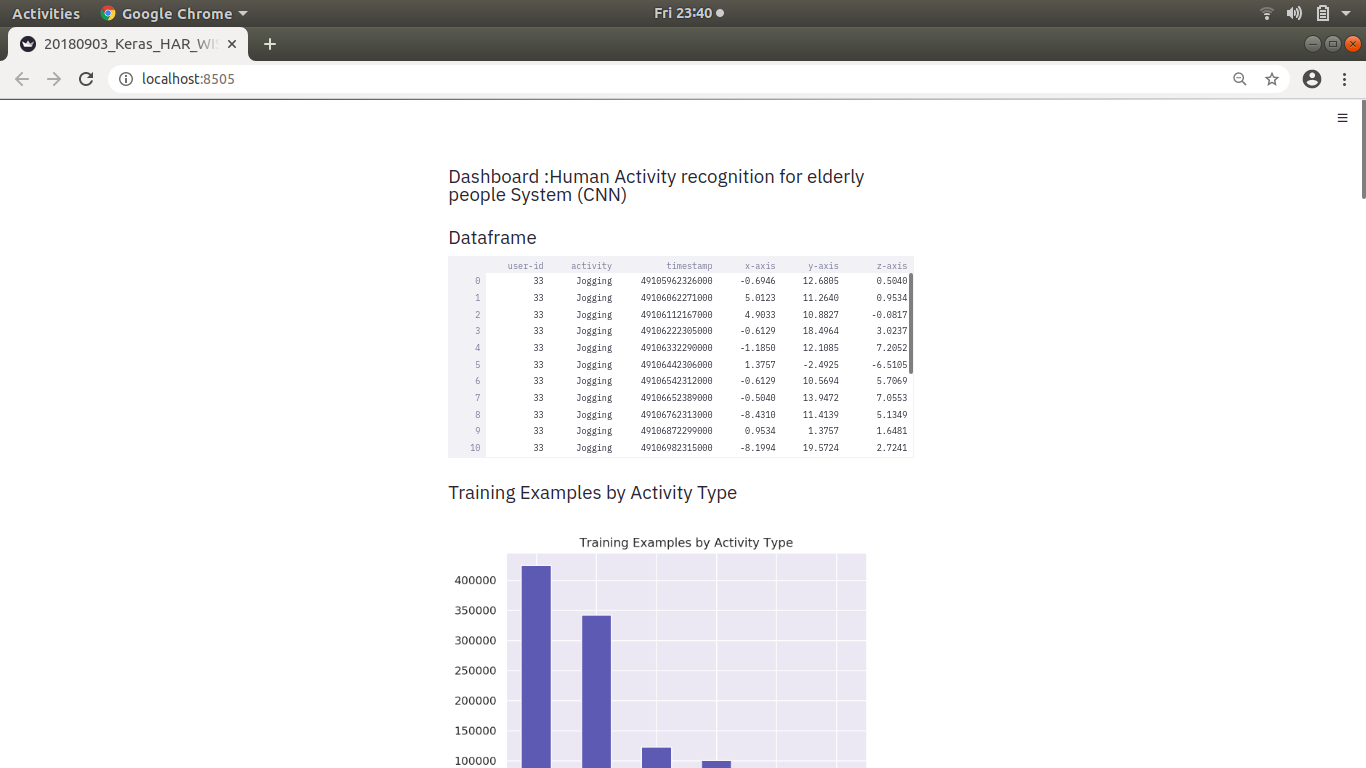 Activities Google Chrome Fri 23:40
20180903_Keras_HAR_WIS
localhost:8505
Dashboard :Human Activity recognition for elderly
people System (CNN)
Dataframe
user-id activity timestamp x-axis y-axis z-axis
0 33 Jogging 49105962326000 -0.6946 12.6805 0.5040
1 33 Jogging 49106062271000 5.0123 11.2640 0.9534
2 33 Jogging 49106112167000 4.9033 10.8827 -0.0817
3 33 Jogging 49106222305000 -0.6129 18.4964 3.0237
4 33 Jogging 49106332290000 -1.1850 12.1085 7.2052
5 33 Jogging 49106442306000 1.3757 -2.4925 -6.5105
6 33 Jogging 49106542312000 -0.6129 10.5694 5.7069
7 33 Jogging 49106652389000 -0.5040 13.9472 7.0553
8 33 Jogging 49106762313000 -8.4310 11.4139 5.1349
9 33 Jogging 49106872299000 0.9534 1.3757 1.6481
10 33 Jogging 49106982315000 -8.1994 19.5724 2.7241
Training Examples by Activity Type
Training Examples by Activity Type
400000
350000
300000
250000
200000
150000
100000